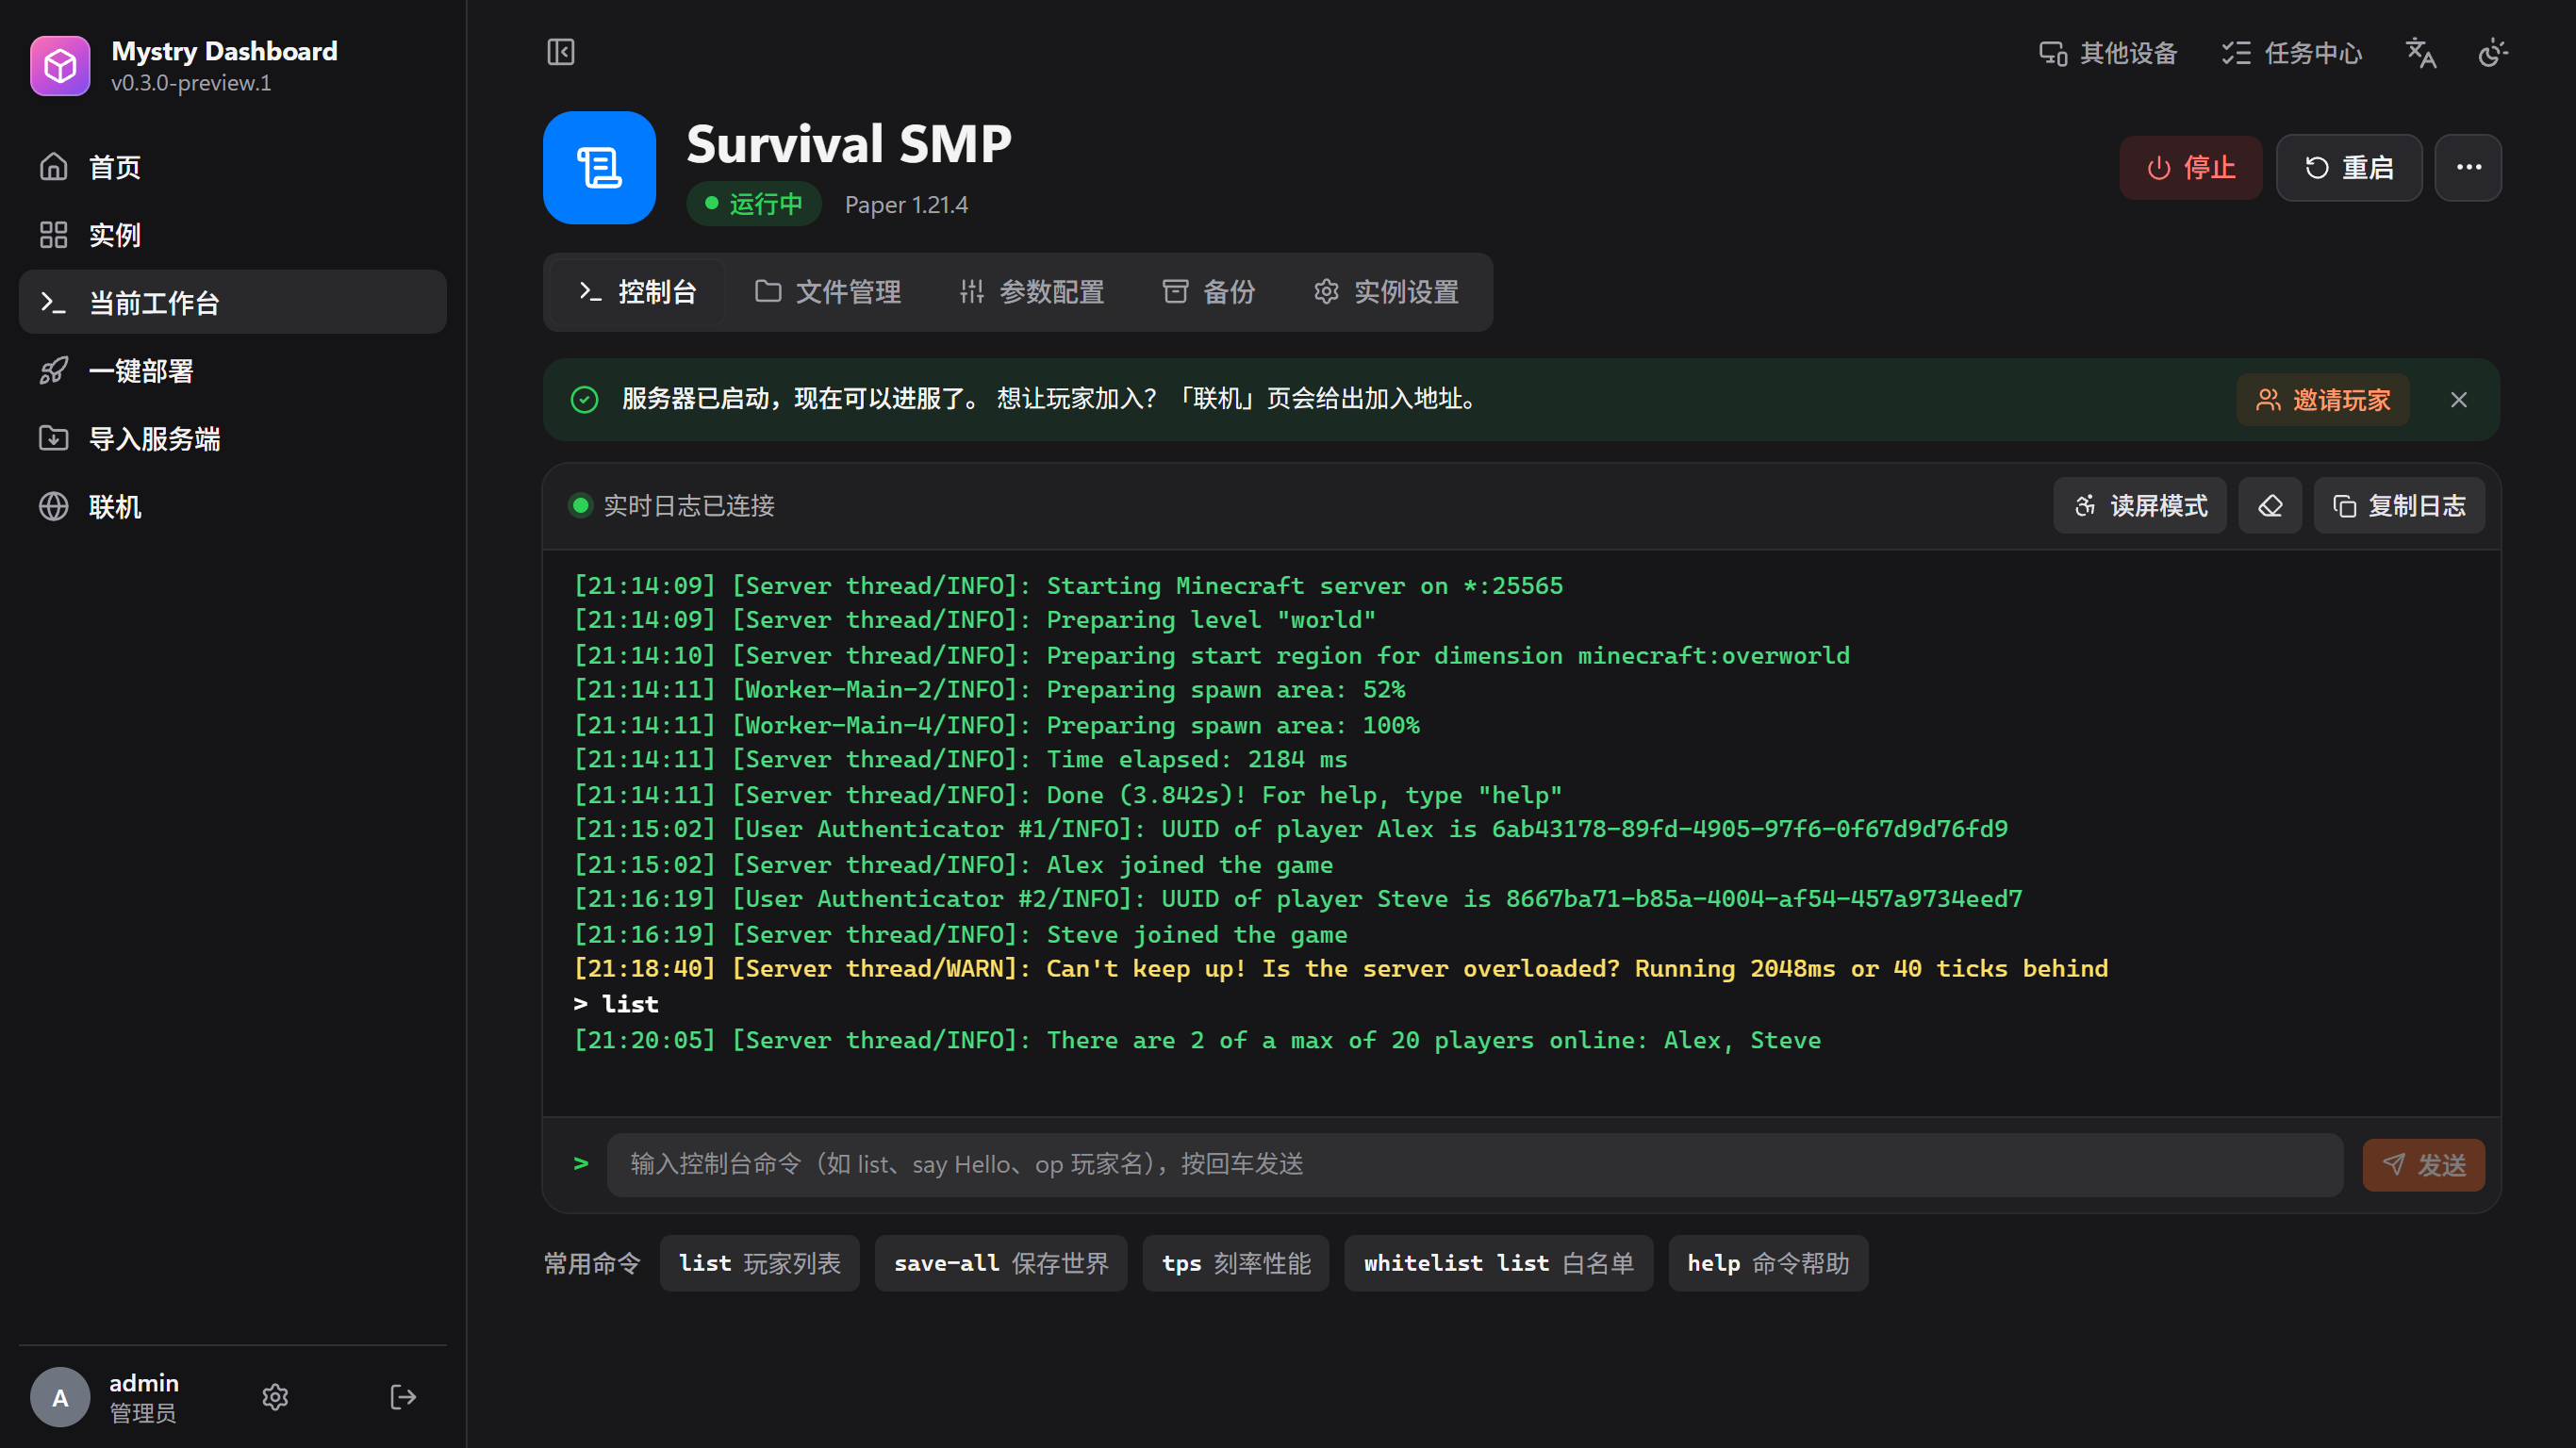 Mystry Dashboard
v0.3.0-preview.1
首页
实例
当前工作台
一键部署
导入服务端
联机
A
admin
管理员
其他设备
任务中心
Survival SMP
运行中
Paper 1.21.4
停止
重启
控制台
文件管理
参数配置
备份
实例设置
服务器已启动，现在可以进服了。 想让玩家加入？「联机」页会给出加入地址。
邀请玩家
实时日志已连接
读屏模式
复制日志
[21:14:09] [Server thread/INFO]: Starting Minecraft server on *:25565
[21:14:09] [Server thread/INFO]: Preparing level "world"
[21:14:10] [Server thread/INFO]: Preparing start region for dimension minecraft:overworld
[21:14:11] [Worker-Main-2/INFO]: Preparing spawn area: 52%
[21:14:11] [Worker-Main-4/INFO]: Preparing spawn area: 100%
[21:14:11] [Server thread/INFO]: Time elapsed: 2184 ms
[21:14:11] [Server thread/INFO]: Done (3.842s)! For help, type "help"
[21:15:02] [User Authenticator #1/INFO]: UUID of player Alex is 6ab43178-89fd-4905-97f6-0f67d9d76fd9
[21:15:02] [Server thread/INFO]: Alex joined the game
[21:16:19] [User Authenticator #2/INFO]: UUID of player Steve is 8667ba71-b85a-4004-af54-457a9734eed7
[21:16:19] [Server thread/INFO]: Steve joined the game
[21:18:40] [Server thread/WARN]: Can't keep up! Is the server overloaded? Running 2048ms or 40 ticks behind
> list
[21:20:05] [Server thread/INFO]: There are 2 of a max of 20 players online: Alex, Steve
> 输入控制台命令（如 list、say Hello、op 玩家名），按回车发送
发送
常用命令
list 玩家列表
save-all 保存世界
tps 刻率性能
whitelist list 白名单
help 命令帮助